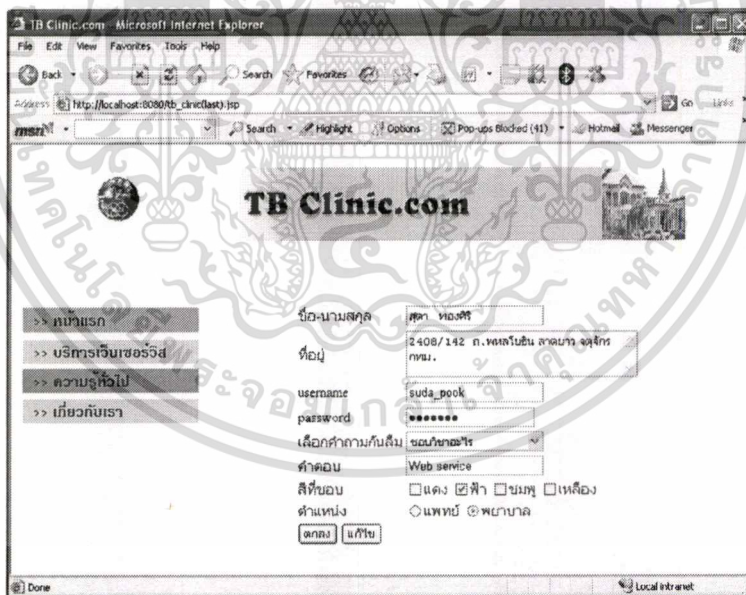 TB Clinic.com - Microsoft Internet Explorer
File Edit View Favorites Tools Help
Back Search Favorites
Address http://localhost:8080/tb_clinic(last).jsp Go Links
msn Search Highlight Options Pop-ups Blocked (41) Hotmail Messenger
TB Clinic.com
>> หน้าแรก
>> บริการเว็บเซอร์วิส
>> ความรู้ทั่วไป
>> เกี่ยวกับเรา
ชื่อ-นามสกุล สุดา ทองศิริ
ที่อยู่ 2408/142 ถ.พหลโยธิน ลาดยาว จตุจักร
กทม.
username suda_pook
password •••••••
เลือกคำถามกันลืม ชอบวิชาอะไร
คำตอบ Web service
สีที่ชอบ แดง ฟ้า ชมพู เหลือง
ตำแหน่ง แพทย์ พยาบาล
ตกลง แก้ไข
Done Local intranet